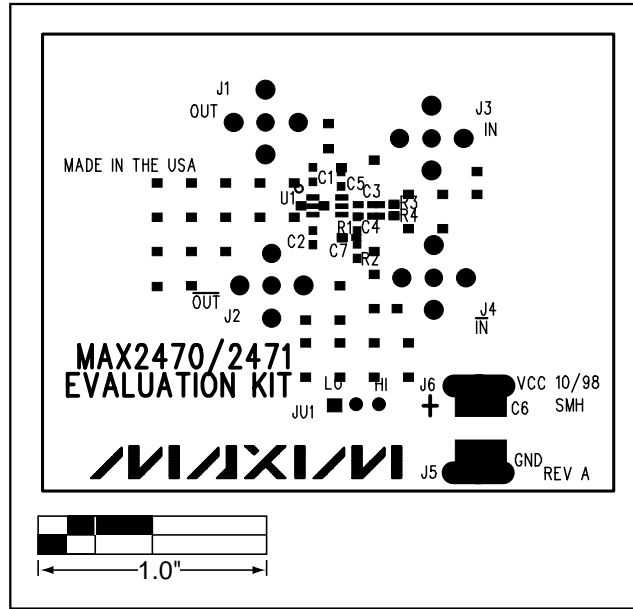 J1
OUT
J3
IN
MADE IN THE USA
C1
C5
C3
U1
R3
R4
R1
C4
C2
C7
R2
OUT
J2
J4
IN
MAX2470/2471
EVALUATION KIT
LO
HI
JU1
J6
VCC 10/98
+
C6
SMH
MAXIM
GND
J5
REV A
1.0"